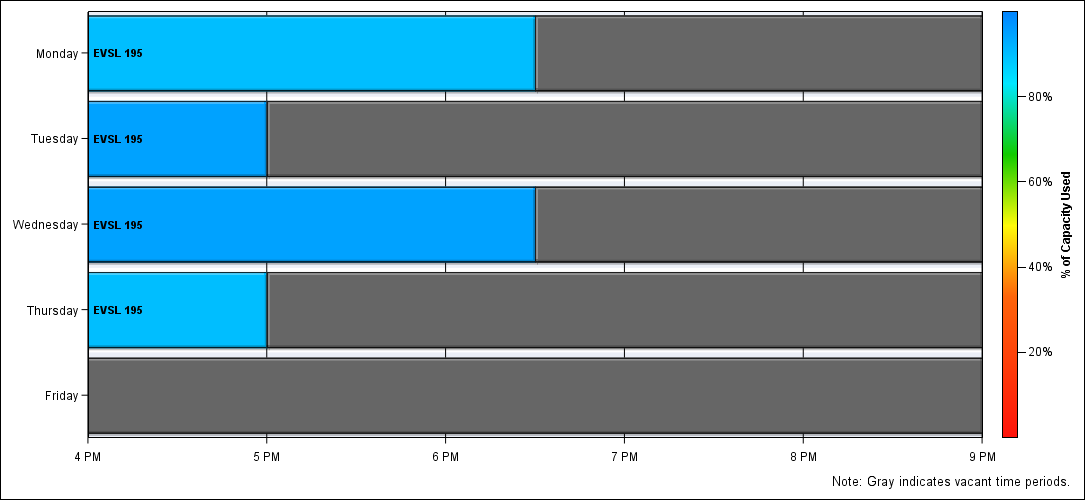 Monday
EVSL 195
Tuesday
EVSL 195
Wednesday
EVSL 195
Thursday
EVSL 195
Friday
4 PM
5 PM
6 PM
7 PM
8 PM
9 PM
80%
60%
40%
20%
% of Capacity Used
Note: Gray indicates vacant time periods.